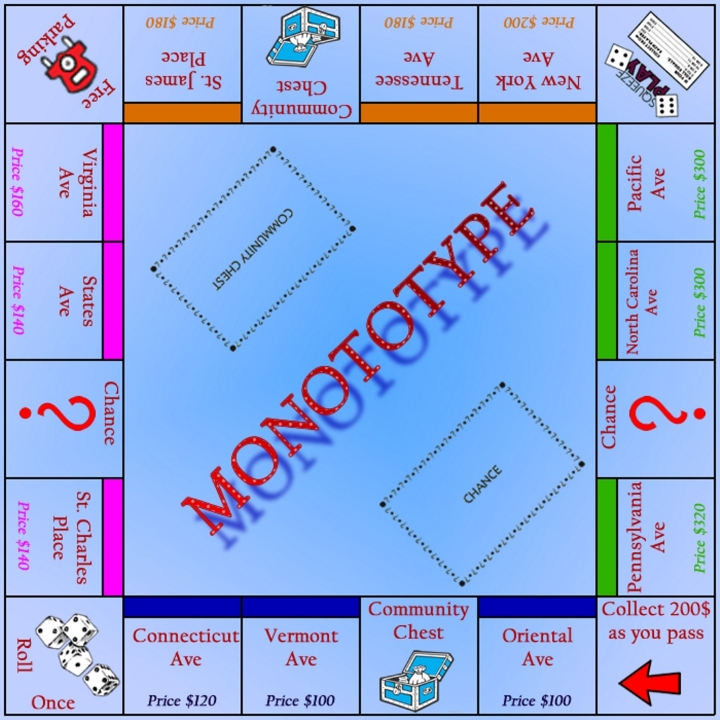 Free
Parking
St. James
Place
Price $180
Community
Chest
Tennessee
Ave
Price $180
New York
Ave
Price $200
SQUEEZE
PLAY
Virginia
Ave
Price $160
States
Ave
Price $140
Chance
?
St. Charles
Place
Price $140
COMMUNITY CHEST
MONOTOTYPE
CHANCE
Pacific
Ave
Price $300
North Carolina
Ave
Price $300
Chance
?
Pennsylvania
Ave
Price $320
Roll
Once
Connecticut
Ave
Price $120
Vermont
Ave
Price $100
Community
Chest
Oriental
Ave
Price $100
Collect 200$
as you pass